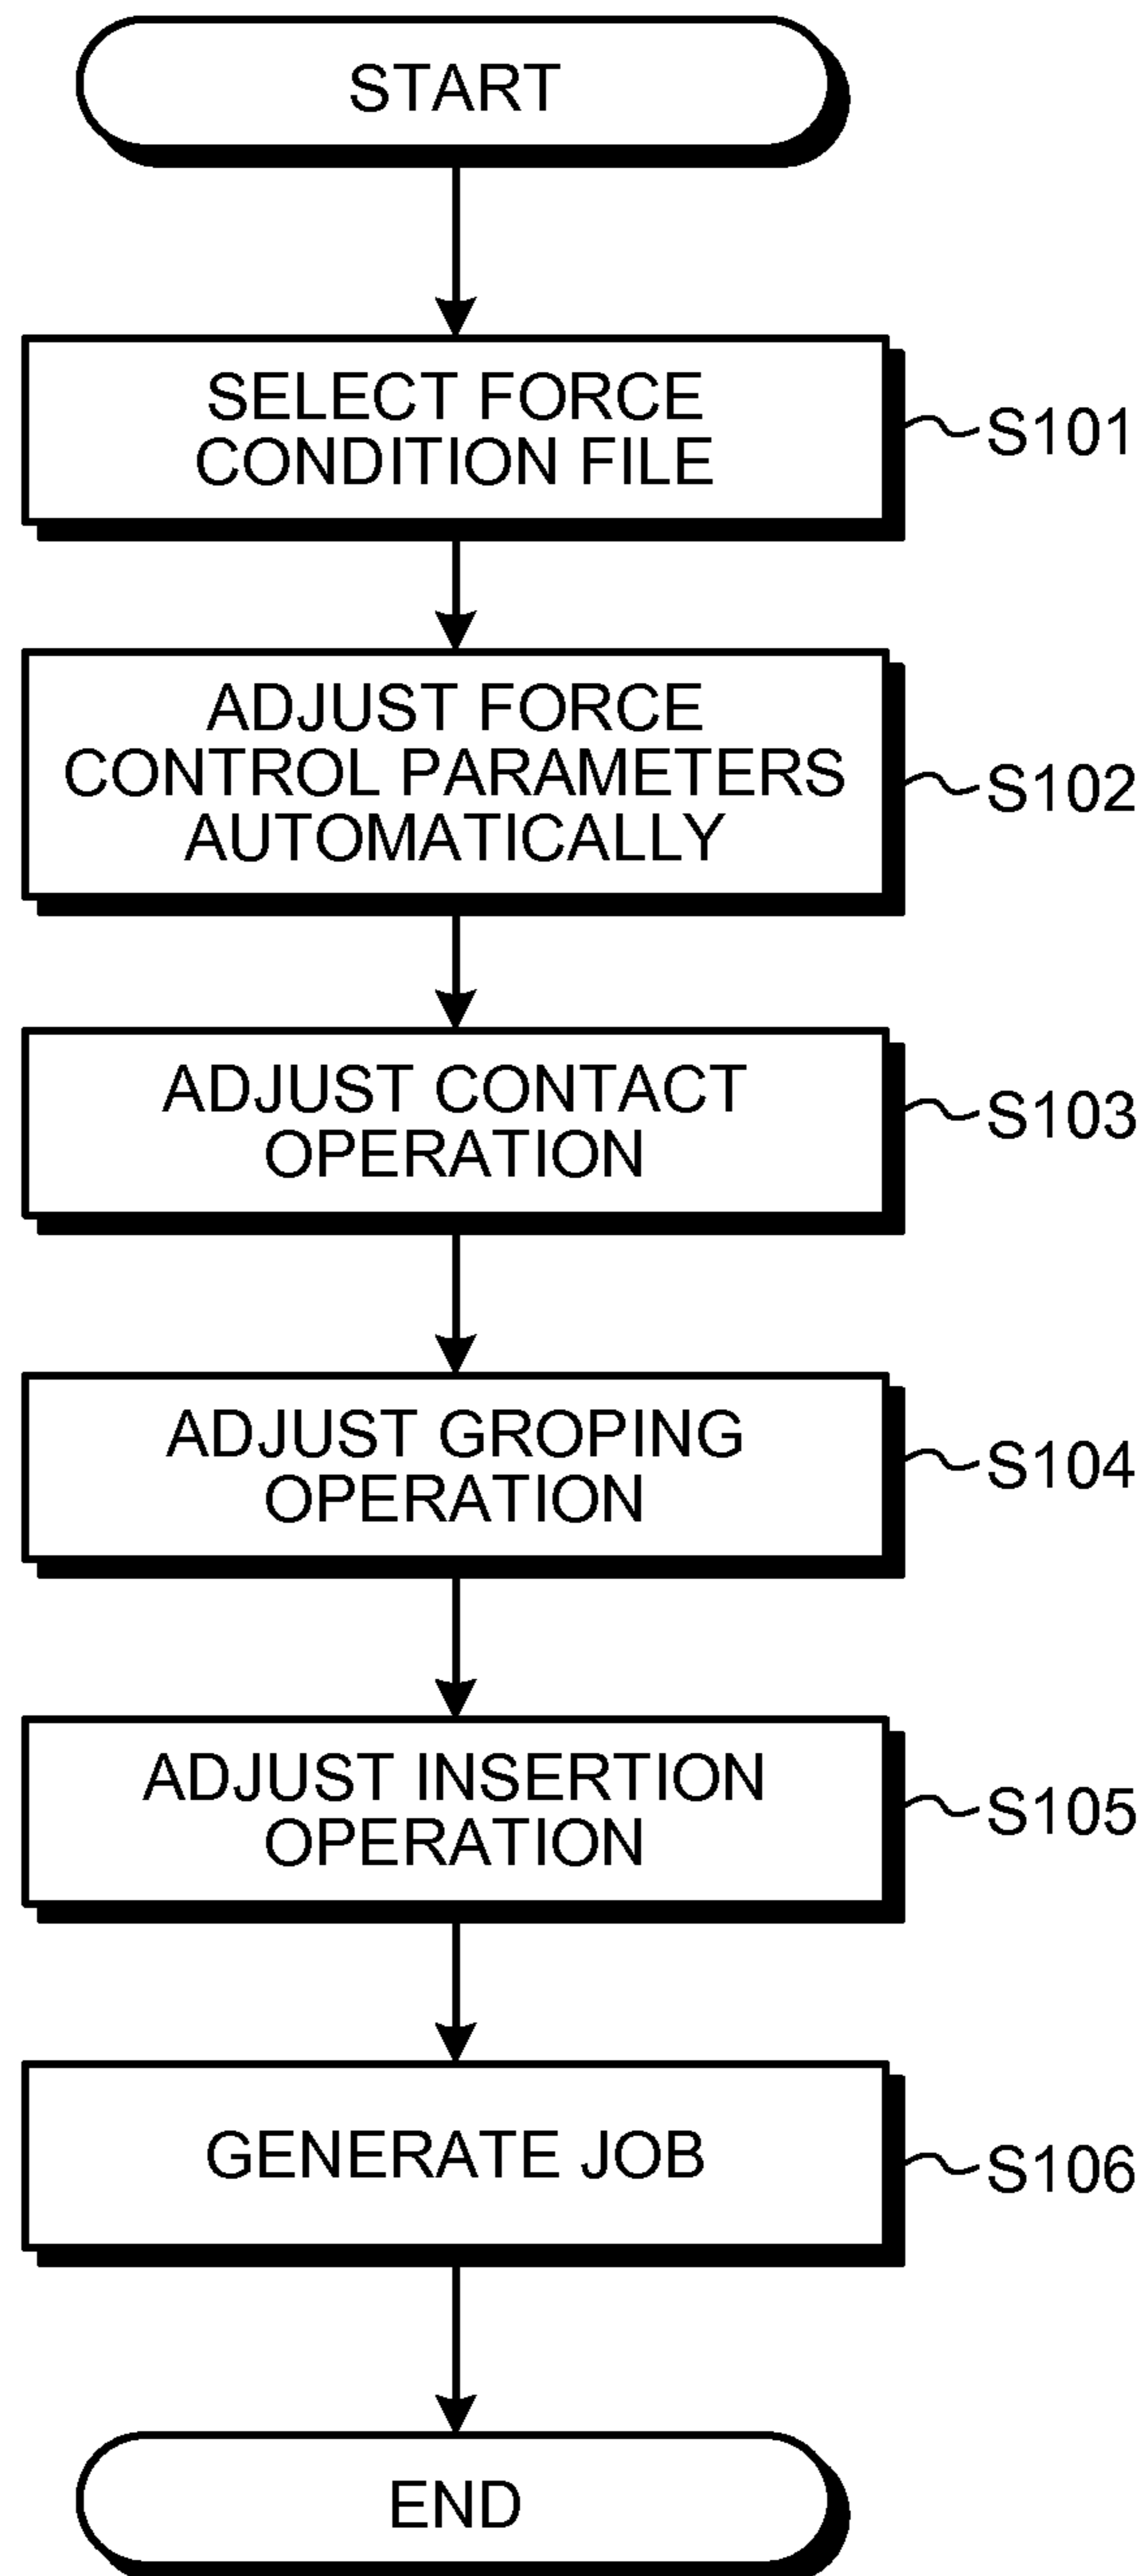 START
SELECT FORCE
CONDITION FILE
S101
ADJUST FORCE
CONTROL PARAMETERS
AUTOMATICALLY
S102
ADJUST CONTACT
OPERATION
S103
ADJUST GROPING
OPERATION
S104
ADJUST INSERTION
OPERATION
S105
GENERATE JOB
S106
END